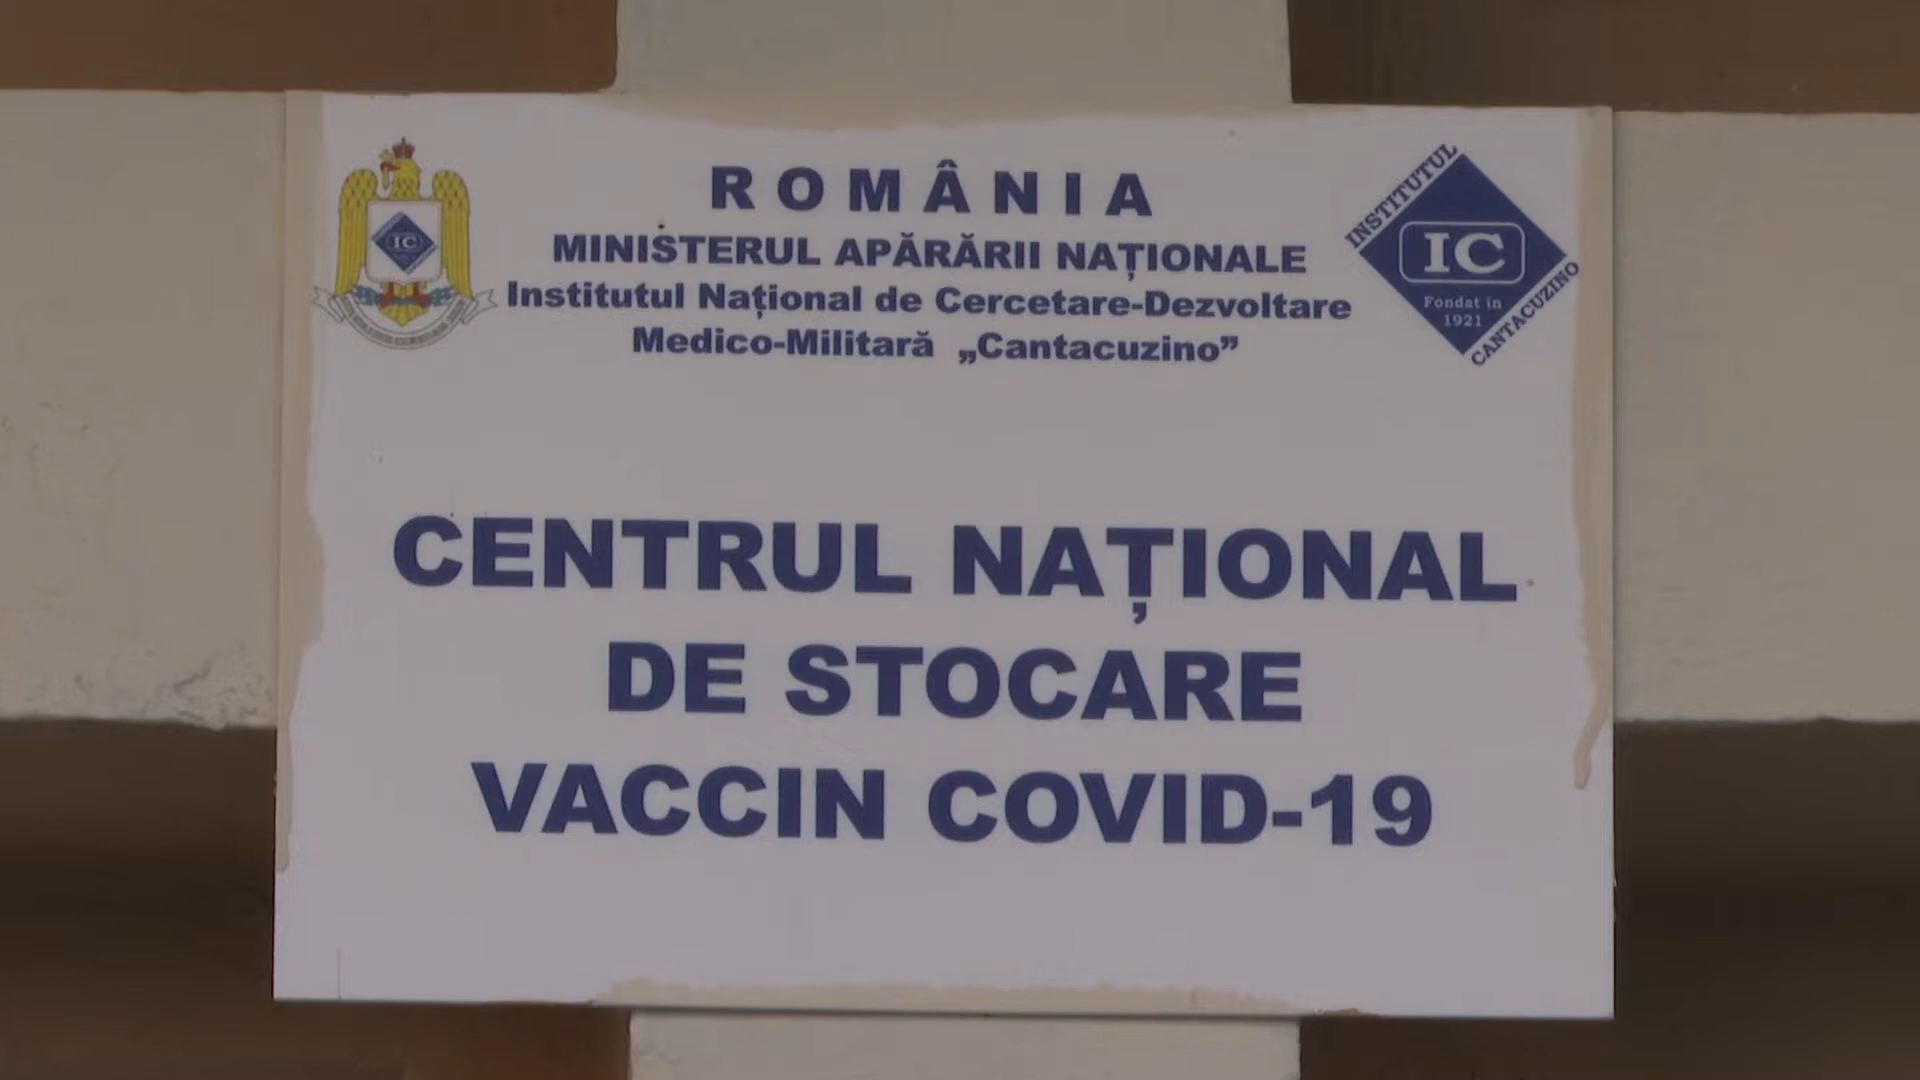 ROMÂNIA
MINISTERUL APĂRĂRII NAȚIONALE
Institutul Național de Cercetare-Dezvoltare
Medico-Militară „Cantacuzino”
IC
INSTITUTUL
IC
Fondat în
1921
CANTACUZINO
CENTRUL NAȚIONAL
DE STOCARE
VACCIN COVID-19